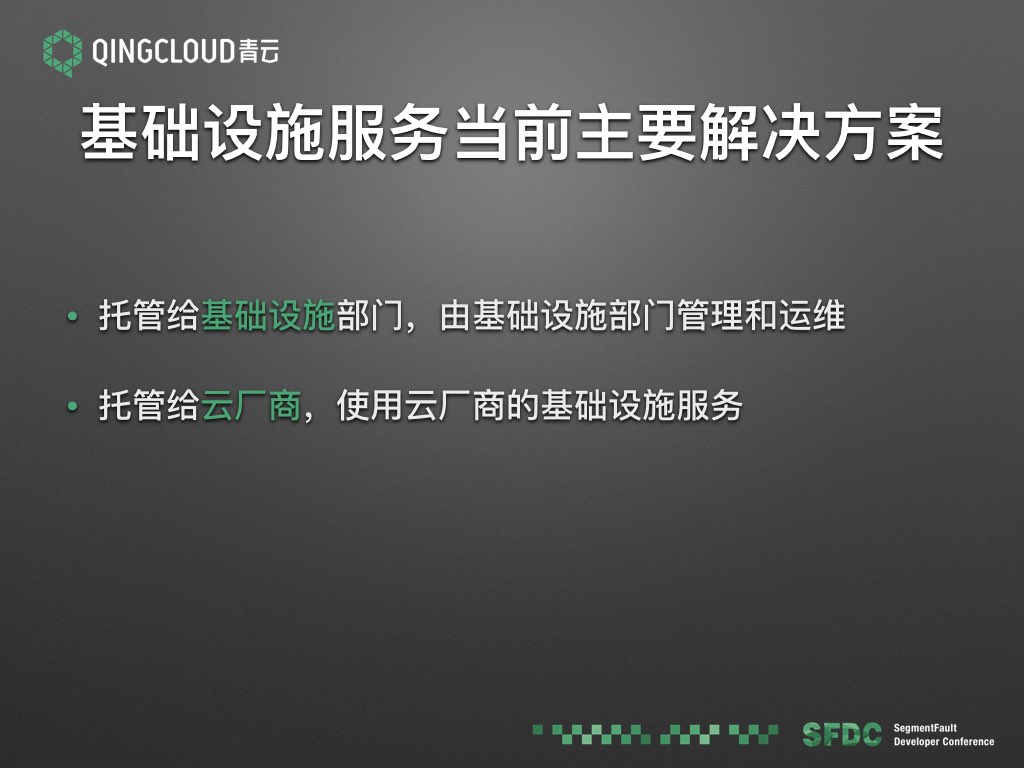 QINGCLOUD青云
基础设施服务当前主要解决方案
• 托管给基础设施部门，由基础设施部门管理和运维
• 托管给云厂商，使用云厂商的基础设施服务
SFDC
SegmentFault
Developer Conference